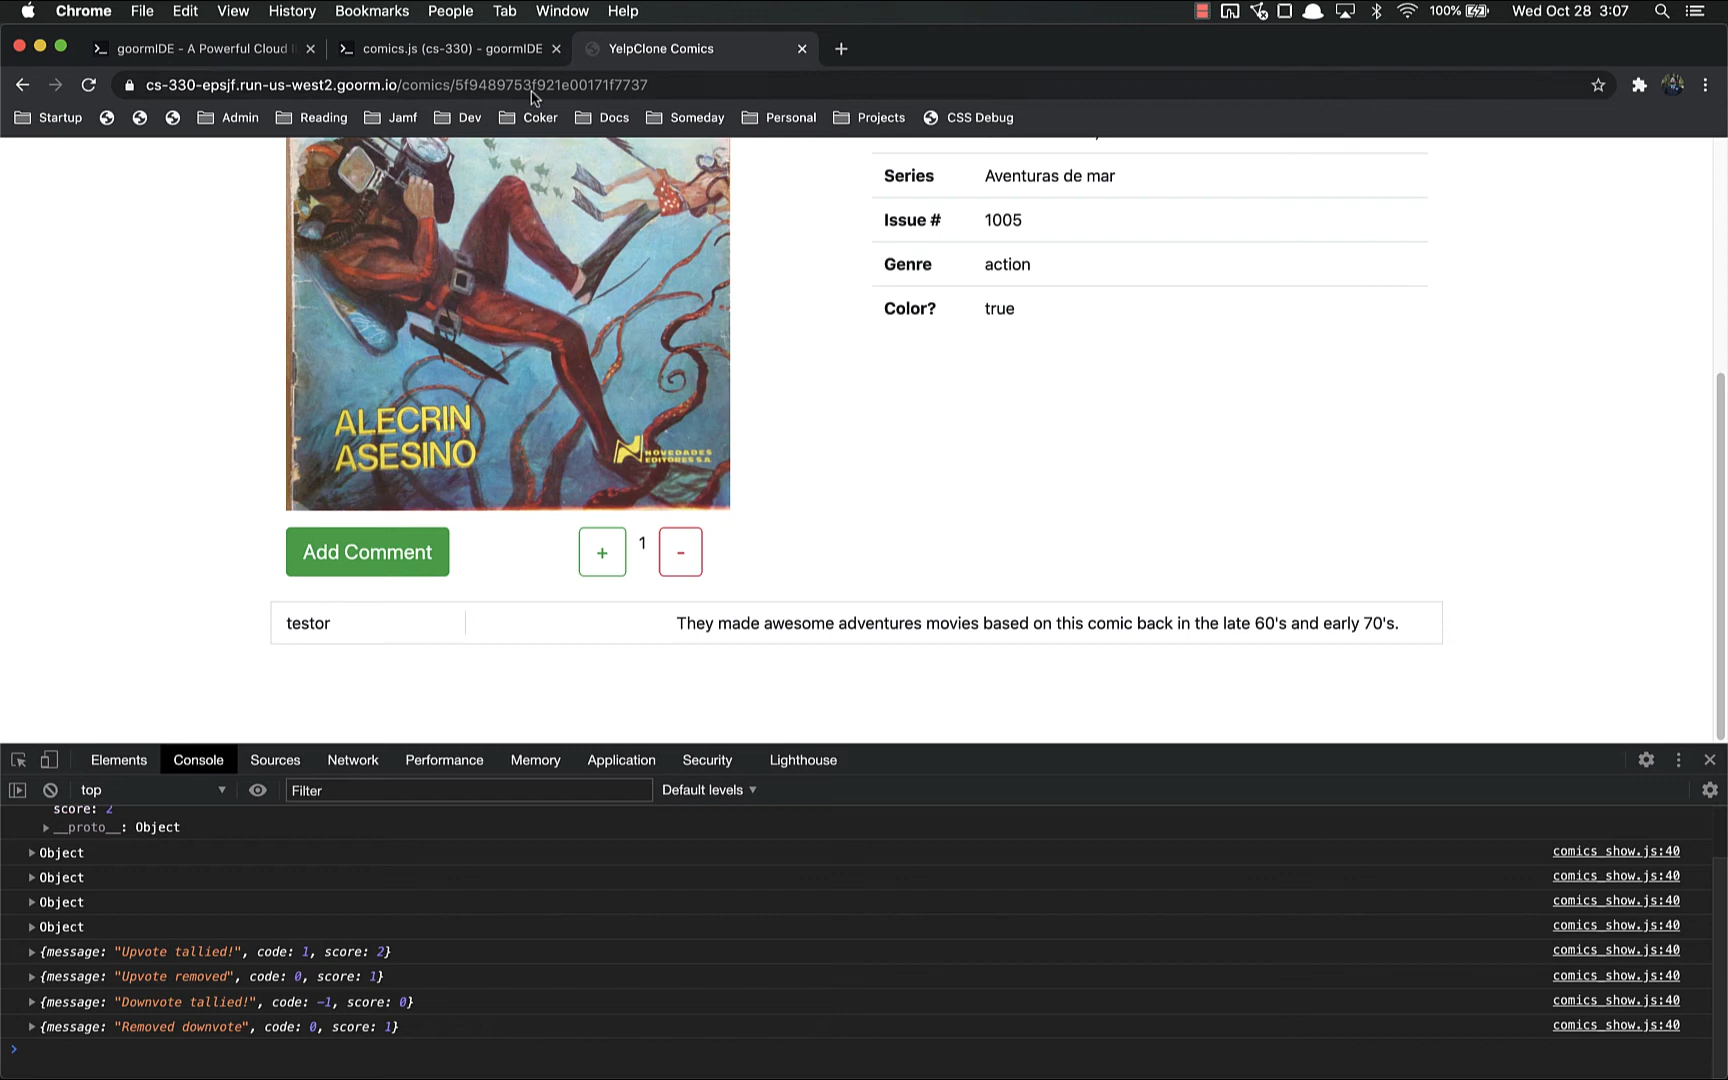 Chrome File Edit View History Bookmarks People Tab Window Help 100% Wed Oct 28 3:07
goormIDE - A Powerful Cloud I comics.js (cs-330) - goormIDE YelpClone Comics
cs-330-epsjf.run-us-west2.goorm.io/comics/5f9489753f921e00171f7737
Startup Admin Reading Jamf Dev Coker Docs Someday Personal Projects CSS Debug
Series Aventuras de mar
Issue # 1005
Genre action
Color? true
ALECRIN
ASESINO
N NOVEDADES
EDITORES S.A.
Add Comment + 1 -
testor They made awesome adventures movies based on this comic back in the late 60's and early 70's.
Elements Console Sources Network Performance Memory Application Security Lighthouse
top Filter Default levels
score: 2
__proto__: Object
Object comics_show.js:40
Object comics_show.js:40
Object comics_show.js:40
Object comics_show.js:40
{message: "Upvote tallied!", code: 1, score: 2} comics_show.js:40
{message: "Upvote removed", code: 0, score: 1} comics_show.js:40
{message: "Downvote tallied!", code: -1, score: 0} comics_show.js:40
{message: "Removed downvote", code: 0, score: 1} comics_show.js:40
>